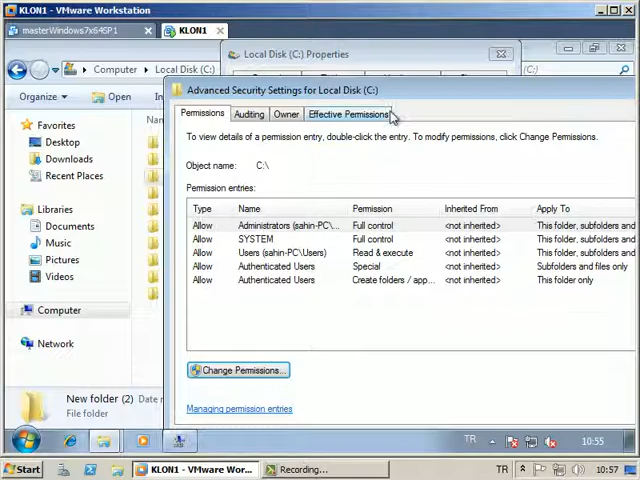 KLON1 - VMware Workstation
masterWindows7x64SP1
KLON1
Local Disk (C:) Properties
Computer
Local Disk
(C:)
Advanced Security Settings for Local Disk (C:)
Organize
Open
Permissions
Auditing
Owner
Effective Permissions
Favorites
Desktop
Downloads
Recent Places
Libraries
Documents
Music
Pictures
Videos
Computer
Network
To view details of a permission entry, double-click the entry. To modify permissions, click Change Permissions.
Object name: C:\
Permission entries:
Type Name Permission Inherited From Apply To
Allow Administrators (sahin-PC\... Full control <not inherited> This folder, subfolders and
Allow SYSTEM Full control <not inherited> This folder, subfolders and
Allow Users (sahin-PC\Users) Read & execute <not inherited> This folder, subfolders and
Allow Authenticated Users Special <not inherited> Subfolders and files only
Allow Authenticated Users Create folders / app... <not inherited> This folder only
Change Permissions...
Managing permission entries
New folder (2) Date
File folder
TR 10:55
Start
KLON1 - VMware Wor...
Recording...
TR
10:57